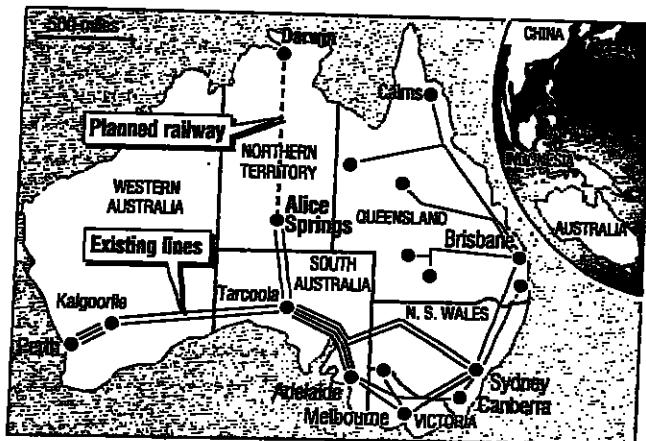 500 miles
Darwin
CHINA
Cairns
Planned railway
NORTHERN
TERRITORY
INDONESIA
WESTERN
AUSTRALIA
Alice
Springs
QUEENSLAND
AUSTRALIA
Brisbane
Existing lines
SOUTH
AUSTRALIA
Kalgoorlie
Tarcoola
N. S. WALES
Perth
Adelaide
Sydney
Melbourne
VICTORIA
Canberra